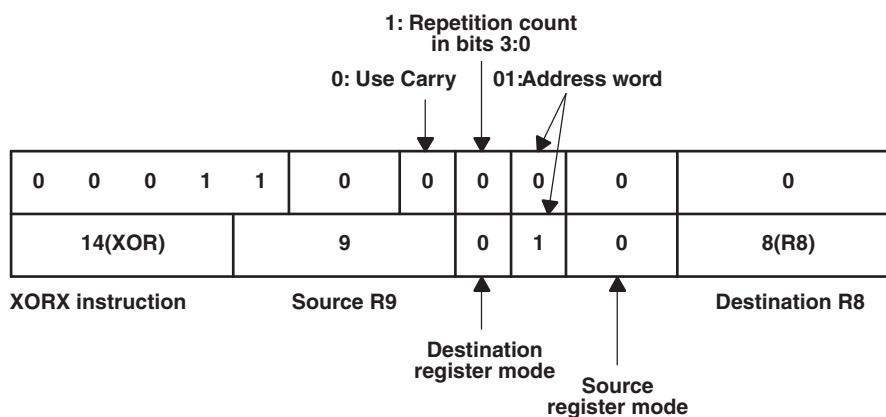 1: Repetition count
in bits 3:0
0: Use Carry 01:Address word
0 0 0 1 1 0 0 0 0 0 0
14(XOR) 9 0 1 0 8(R8)
XORX instruction Source R9 Destination R8
Destination
register mode
Source
register mode